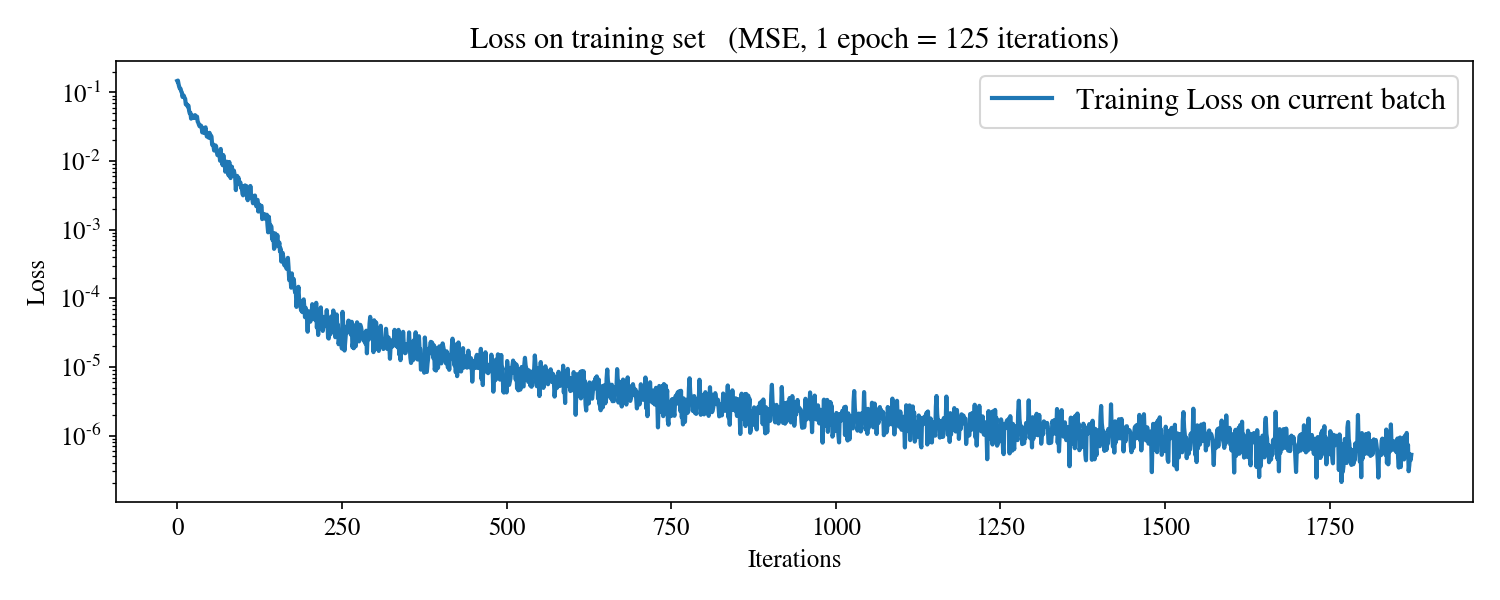 Loss on training set (MSE, 1 epoch = 125 iterations)
Training Loss on current batch
Loss
10^-1
10^-2
10^-3
10^-4
10^-5
10^-6
0 250 500 750 1000 1250 1500 1750
Iterations